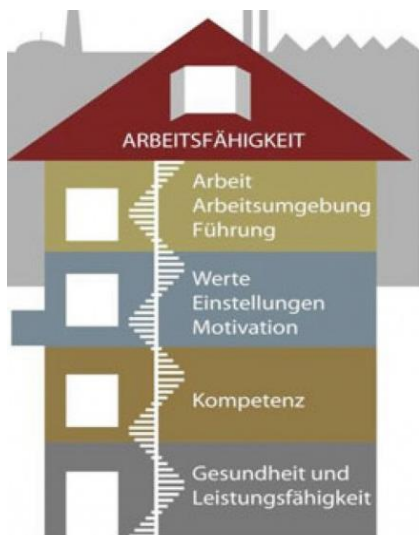 ARBEITSFÄHIGKEIT
Arbeit
Arbeitsumgebung
Führung
Werte
Einstellungen
Motivation
Kompetenz
Gesundheit und
Leistungsfähigkeit